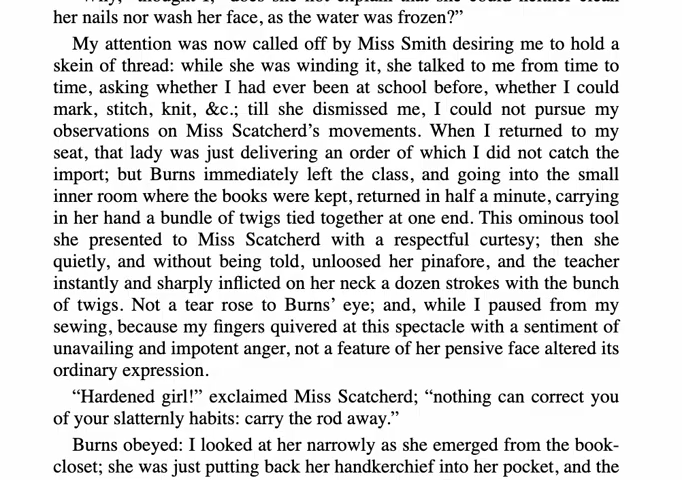 her nails nor wash her face, as the water was frozen?”
My attention was now called off by Miss Smith desiring me to hold a
skein of thread: while she was winding it, she talked to me from time to
time, asking whether I had ever been at school before, whether I could
mark, stitch, knit, &c.; till she dismissed me, I could not pursue my
observations on Miss Scatcherd’s movements. When I returned to my
seat, that lady was just delivering an order of which I did not catch the
import; but Burns immediately left the class, and going into the small
inner room where the books were kept, returned in half a minute, carrying
in her hand a bundle of twigs tied together at one end. This ominous tool
she presented to Miss Scatcherd with a respectful curtesy; then she
quietly, and without being told, unloosed her pinafore, and the teacher
instantly and sharply inflicted on her neck a dozen strokes with the bunch
of twigs. Not a tear rose to Burns’ eye; and, while I paused from my
sewing, because my fingers quivered at this spectacle with a sentiment of
unavailing and impotent anger, not a feature of her pensive face altered its
ordinary expression.
“Hardened girl!” exclaimed Miss Scatcherd; “nothing can correct you
of your slatternly habits: carry the rod away.”
Burns obeyed: I looked at her narrowly as she emerged from the book-
closet; she was just putting back her handkerchief into her pocket, and the